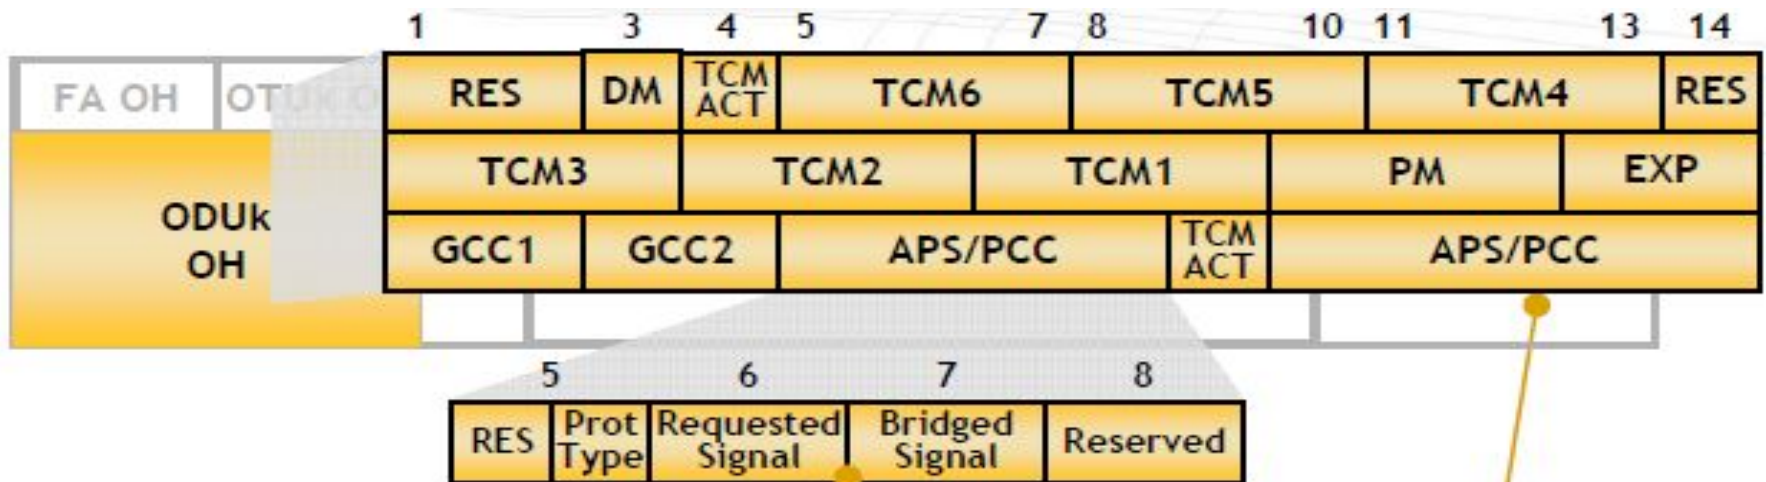 1 3 4 5 7 8 10 11 13 14
FA OH OTUk O RES DM TCM ACT TCM6 TCM5 TCM4 RES
TCM3 TCM2 TCM1 PM EXP
ODUk OH
GCC1 GCC2 APS/PCC TCM ACT APS/PCC
5 6 7 8
RES Prot Type Requested Signal Bridged Signal Reserved